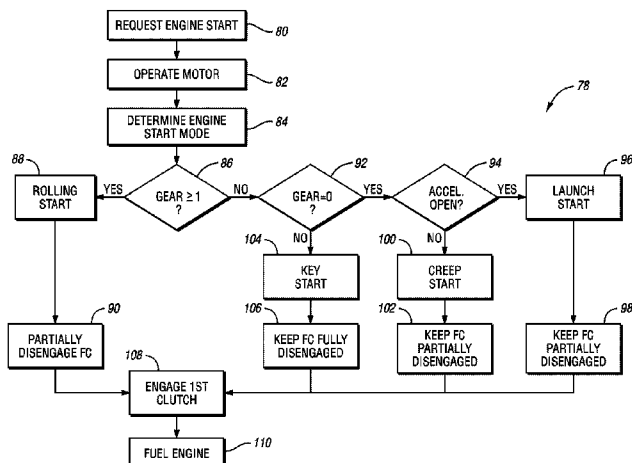 REQUEST ENGINE START
80
OPERATE MOTOR
82
78
DETERMINE ENGINE
START MODE
84
88
86
92
94
96
ROLLING
START
YES
GEAR ≥ 1
?
NO
GEAR=0
?
YES
ACCEL.
OPEN?
YES
LAUNCH
START
NO
NO
104
KEY
START
100
CREEP
START
90
PARTIALLY
DISENGAGE FC
106
KEEP FC FULLY
DISENGAGED
102
KEEP FC
PARTIALLY
DISENGAGED
98
KEEP FC
PARTIALLY
DISENGAGED
108
ENGAGE 1ST
CLUTCH
FUEL ENGINE
110